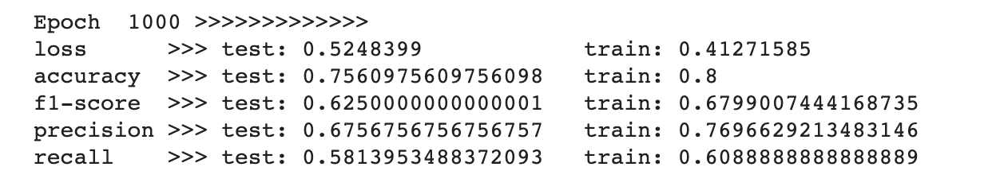 Epoch  1000 >>>>>>>>>>>>>
loss      >>> test: 0.5248399            train: 0.41271585
accuracy  >>> test: 0.7560975609756098   train: 0.8
f1-score  >>> test: 0.62500000000000001   train: 0.6799007444168735
precision >>> test: 0.6756756756756757   train: 0.7696629213483146
recall    >>> test: 0.5813953488372093   train: 0.6088888888888889